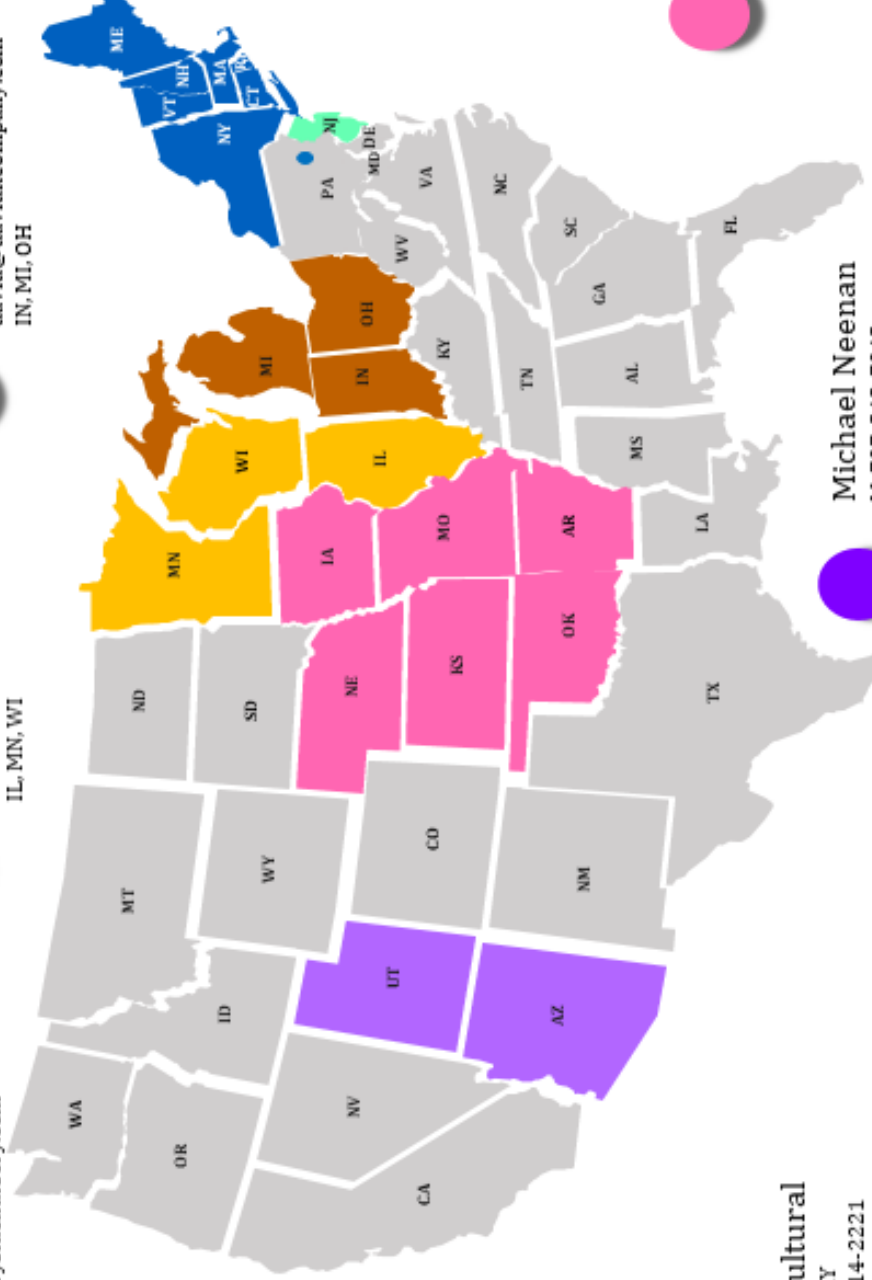 IN, MI, OH
IL, MN, WI
WA
OR
CA
NV
ID
MT
WY
UT
AZ
CO
NM
ND
SD
NE
KS
OK
TX
MN
IA
MO
AR
LA
WI
IL
MS
MI
IN
OH
KY
TN
AL
GA
FL
SC
NC
VA
WV
MD
DE
PA
NJ
NY
VT
NH
ME
MA
CT
Michael Neenan
ultural
Y
14-2221